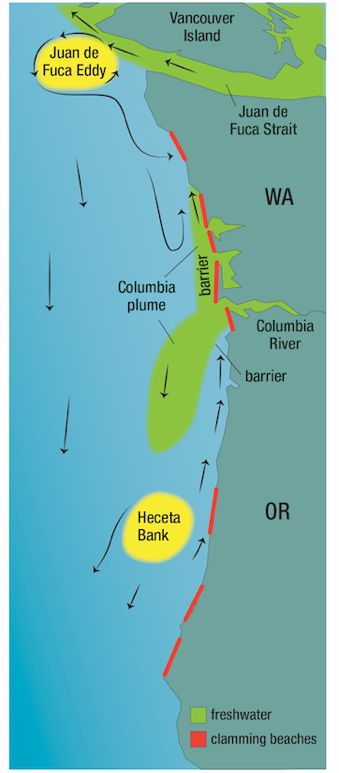 Vancouver
Island
Juan de
Fuca Eddy
Juan de
Fuca Strait
WA
barrier
Columbia
plume
Columbia
River
barrier
OR
Heceta
Bank
freshwater
clamming beaches